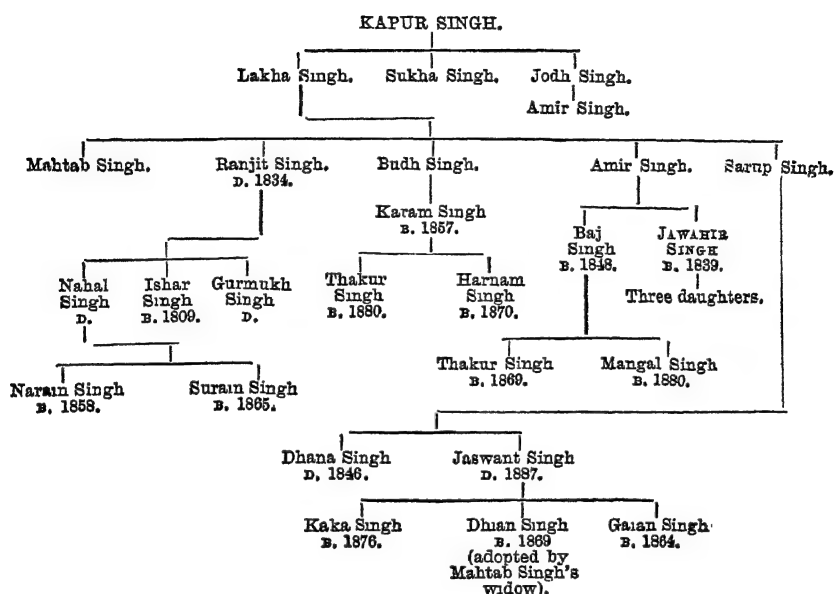 KAPUR SINGH.
Lakha Singh. Sukha Singh. Jodh Singh.
Amir Singh.
Mahtab Singh. Ranjit Singh. Budh Singh. Amir Singh. Sarup Singh.
D. 1834.
Karam Singh
B. 1857.
Baj
Singh
B. 1848.
JAWAHIR
SINGH
B. 1839.
Nahal
Singh
D.
Ishar
Singh
B. 1809.
Gurmukh
Singh
D.
Thakur
Singh
B. 1880.
Harnam
Singh
B. 1870.
Three daughters.
Thakur Singh
B. 1869.
Mangal Singh
B. 1880.
Narain Singh
B. 1858.
Surain Singh
B. 1865.
Dhana Singh
D. 1846.
Jaswant Singh
D. 1887.
Kaka Singh
B. 1876.
Dhian Singh
B. 1869
(adopted by
Mahtab Singh's
widow).
Gaian Singh
B. 1864.